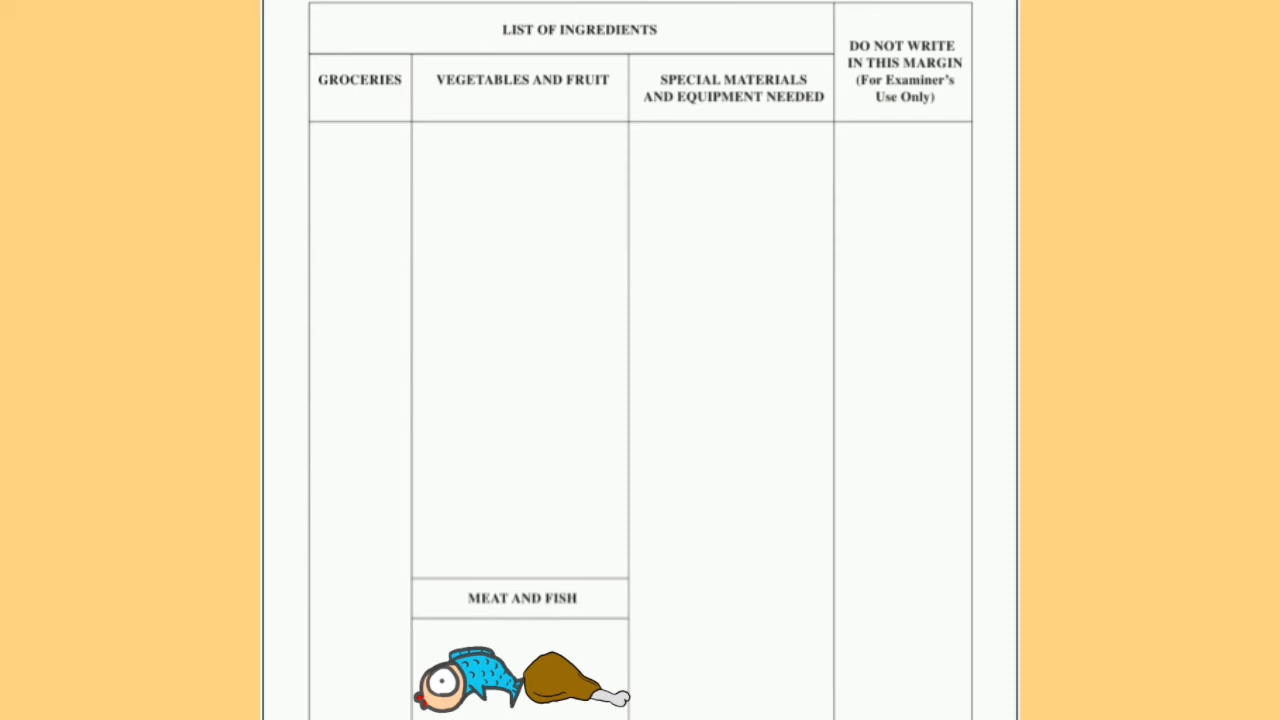 LIST OF INGREDIENTS
DO NOT WRITE
IN THIS MARGIN
(For Examiner's
Use Only)
GROCERIES
VEGETABLES AND FRUIT
SPECIAL MATERIALS
AND EQUIPMENT NEEDED
MEAT AND FISH